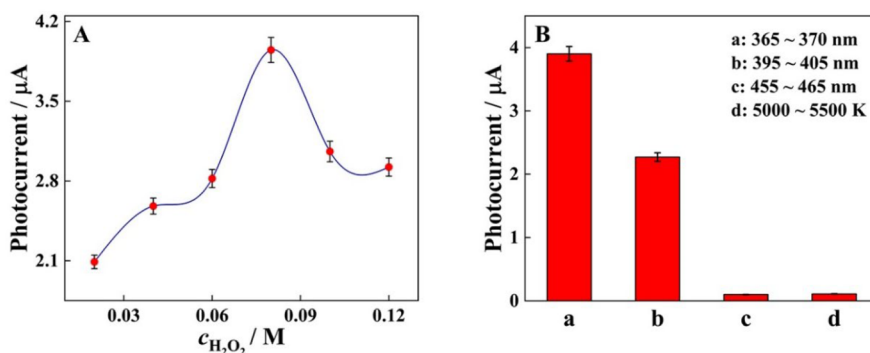 A
Photocurrent / μA
4.2
3.5
2.8
2.1
0.03
0.06
0.09
0.12
c_H₂O₂ / M
B
a: 365 ~ 370 nm
b: 395 ~ 405 nm
c: 455 ~ 465 nm
d: 5000 ~ 5500 K
Photocurrent / μA
4
3
2
1
0
a
b
c
d